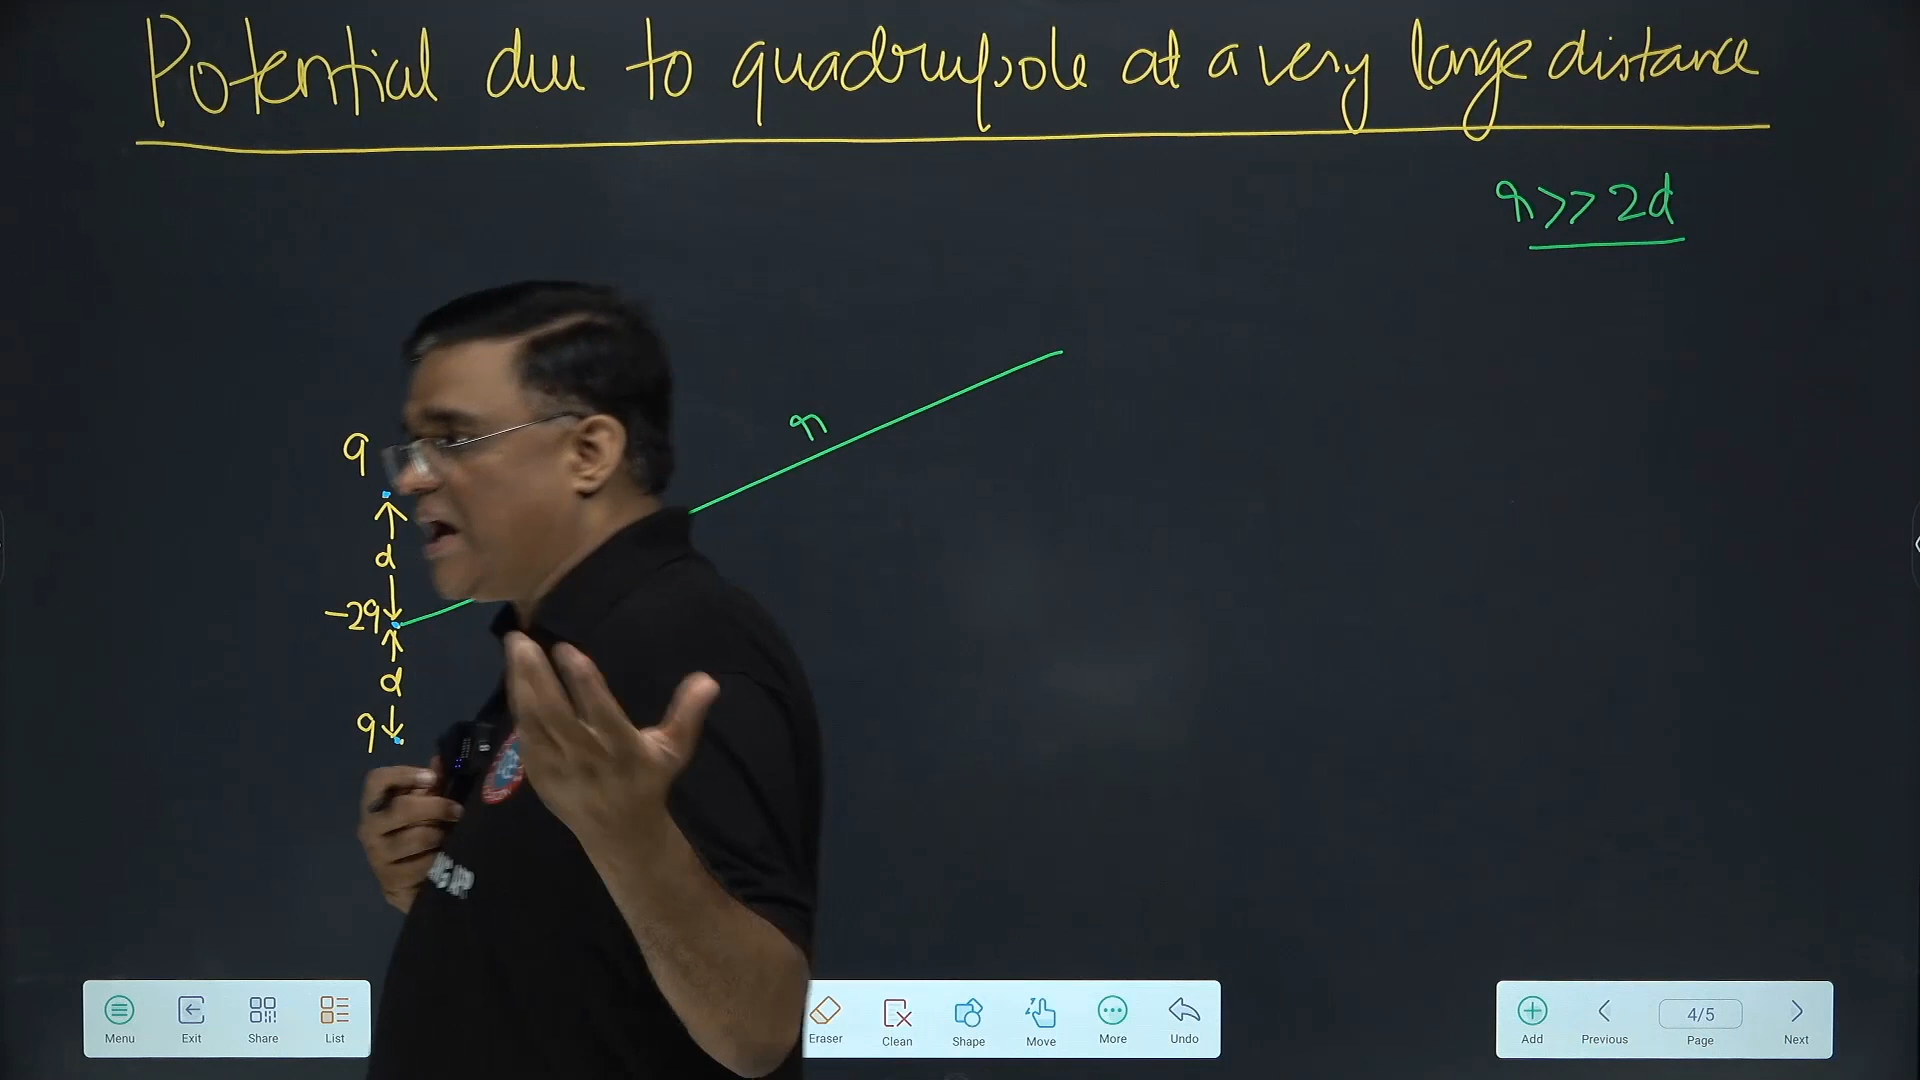 Potential due to quadrupole at a very large distance
r>>2d
r
q
d
-2q
d
q
Menu Exit Share List Eraser Clean Shape Move More Undo Add Previous 4/5 Page Next